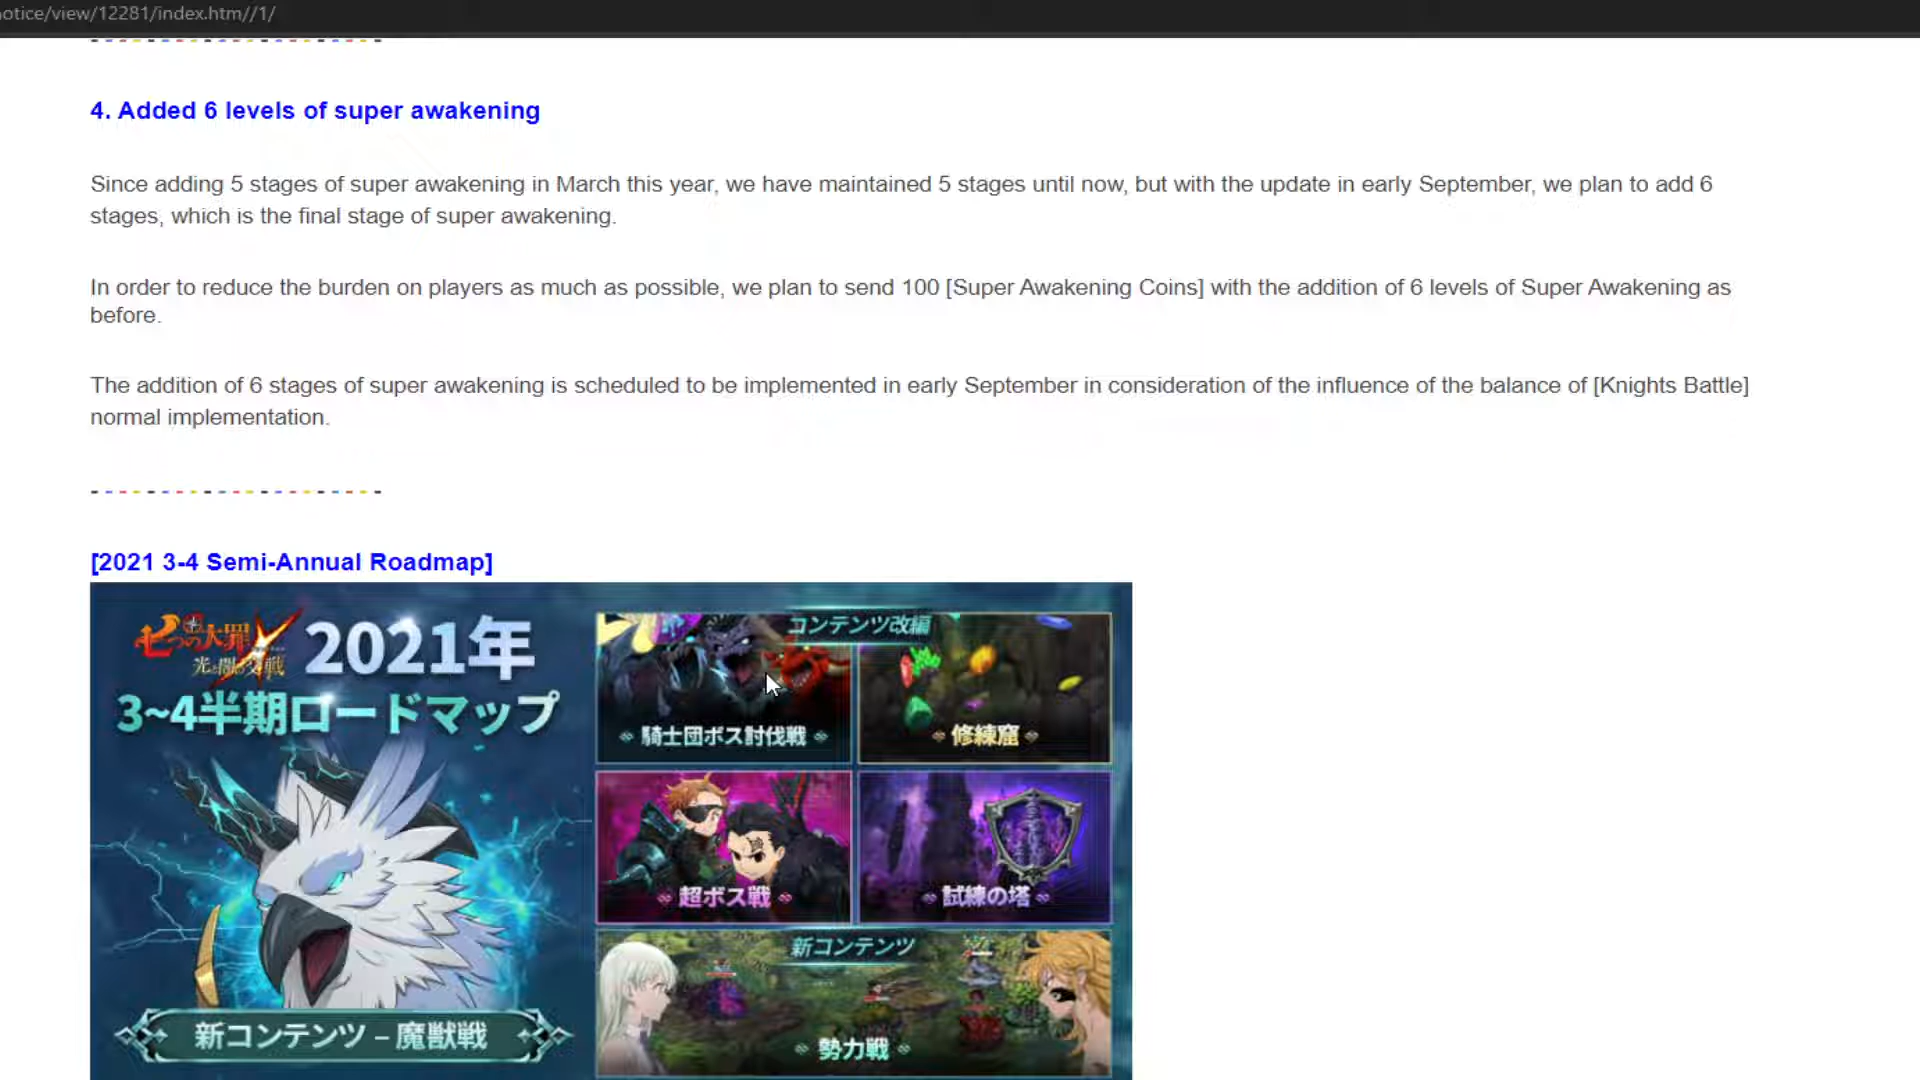 otice/view/12281/index.htm//1/
4. Added 6 levels of super awakening
Since adding 5 stages of super awakening in March this year, we have maintained 5 stages until now, but with the update in early September, we plan to add 6
stages, which is the final stage of super awakening.
In order to reduce the burden on players as much as possible, we plan to send 100 [Super Awakening Coins] with the addition of 6 levels of Super Awakening as
before.
The addition of 6 stages of super awakening is scheduled to be implemented in early September in consideration of the influence of the balance of [Knights Battle]
normal implementation.
[2021 3-4 Semi-Annual Roadmap]
七つの大罪
光と闇の交戦
2021年
3~4半期ロードマップ
新コンテンツ – 魔獣戦
コンテンツ改編
騎士団ボス討伐戦
修練窟
超ボス戦
試練の塔
新コンテンツ
勢力戦